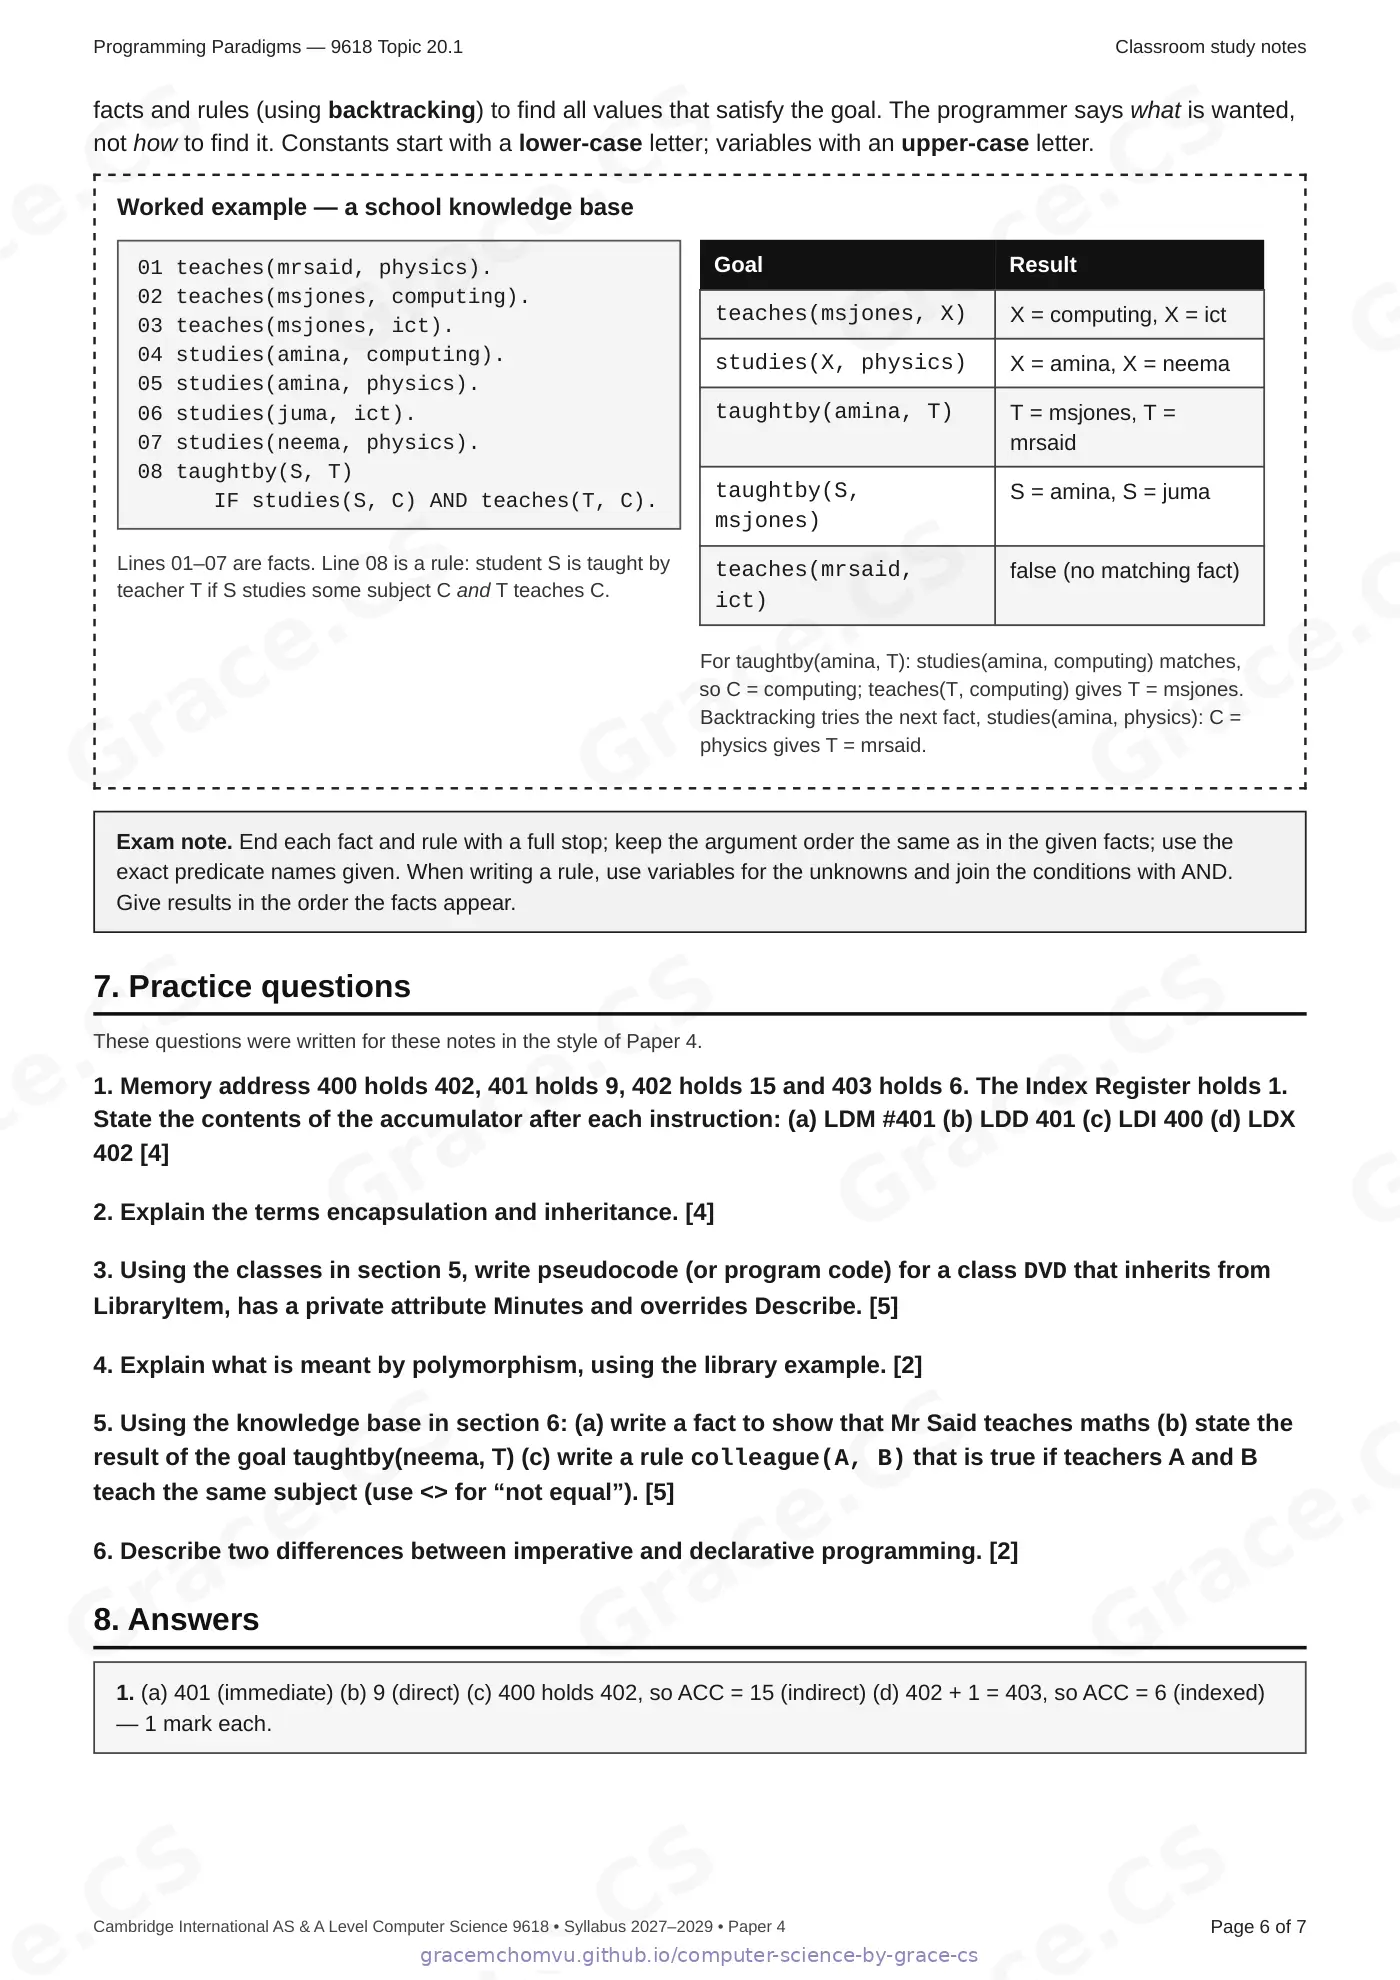 Programming Paradigms — 9618 Topic 20.1
Classroom study notes
facts and rules (using backtracking) to find all values that satisfy the goal. The programmer says what is wanted,
not how to find it. Constants start with a lower-case letter; variables with an upper-case letter.
Worked example — a school knowledge base
01 teaches(mrsaid, physics).
02 teaches(msjones, computing).
03 teaches(msjones, ict).
04 studies(amina, computing).
05 studies(amina, physics).
06 studies(juma, ict).
07 studies(neema, physics).
08 taughtby(S, T)
IF studies(S, C) AND teaches(T, C).
Lines 01–07 are facts. Line 08 is a rule: student S is taught by
teacher T if S studies some subject C and T teaches C.
Goal Result
teaches(msjones, X) X = computing, X = ict
studies(X, physics) X = amina, X = neema
taughtby(amina, T) T = msjones, T =
mrsaid
taughtby(S, S = amina, S = juma
msjones)
teaches(mrsaid, false (no matching fact)
ict)
For taughtby(amina, T): studies(amina, computing) matches,
so C = computing; teaches(T, computing) gives T = msjones.
Backtracking tries the next fact, studies(amina, physics): C =
physics gives T = mrsaid.
Exam note. End each fact and rule with a full stop; keep the argument order the same as in the given facts; use the
exact predicate names given. When writing a rule, use variables for the unknowns and join the conditions with AND.
Give results in the order the facts appear.
7. Practice questions
These questions were written for these notes in the style of Paper 4.
1. Memory address 400 holds 402, 401 holds 9, 402 holds 15 and 403 holds 6. The Index Register holds 1.
State the contents of the accumulator after each instruction: (a) LDM #401 (b) LDD 401 (c) LDI 400 (d) LDX
402 [4]
2. Explain the terms encapsulation and inheritance. [4]
3. Using the classes in section 5, write pseudocode (or program code) for a class DVD that inherits from
LibraryItem, has a private attribute Minutes and overrides Describe. [5]
4. Explain what is meant by polymorphism, using the library example. [2]
5. Using the knowledge base in section 6: (a) write a fact to show that Mr Said teaches maths (b) state the
result of the goal taughtby(neema, T) (c) write a rule colleague(A, B) that is true if teachers A and B
teach the same subject (use <> for “not equal”). [5]
6. Describe two differences between imperative and declarative programming. [2]
8. Answers
1. (a) 401 (immediate) (b) 9 (direct) (c) 400 holds 402, so ACC = 15 (indirect) (d) 402 + 1 = 403, so ACC = 6 (indexed)
— 1 mark each.
Cambridge International AS & A Level Computer Science 9618 • Syllabus 2027–2029 • Paper 4
Page 6 of 7
gracemchomvu.github.io/computer-science-by-grace-cs
Grace.CS